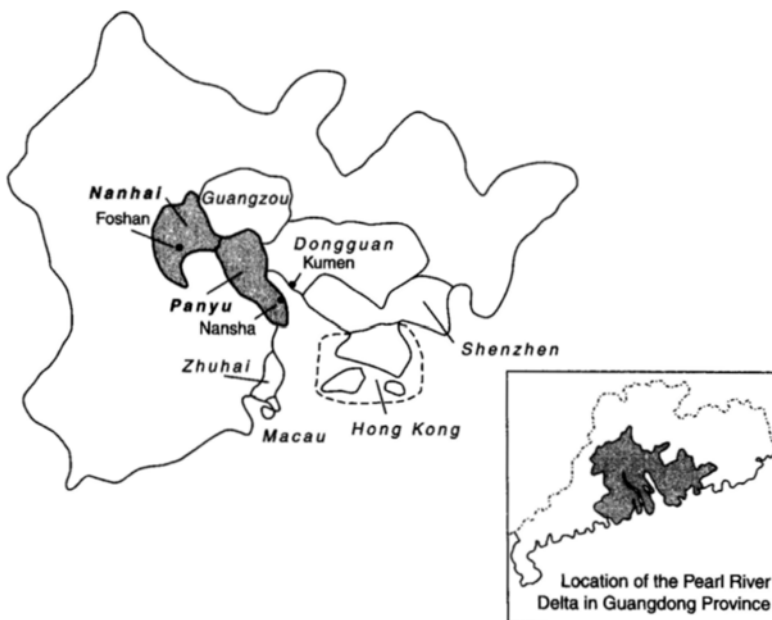 Nanhai
Guangzou
Foshan
Dongguan
Kumen
Panyu
Nansha
Shenzhen
Zhuhai
Macau
Hong Kong
Location of the Pearl River
Delta in Guangdong Province